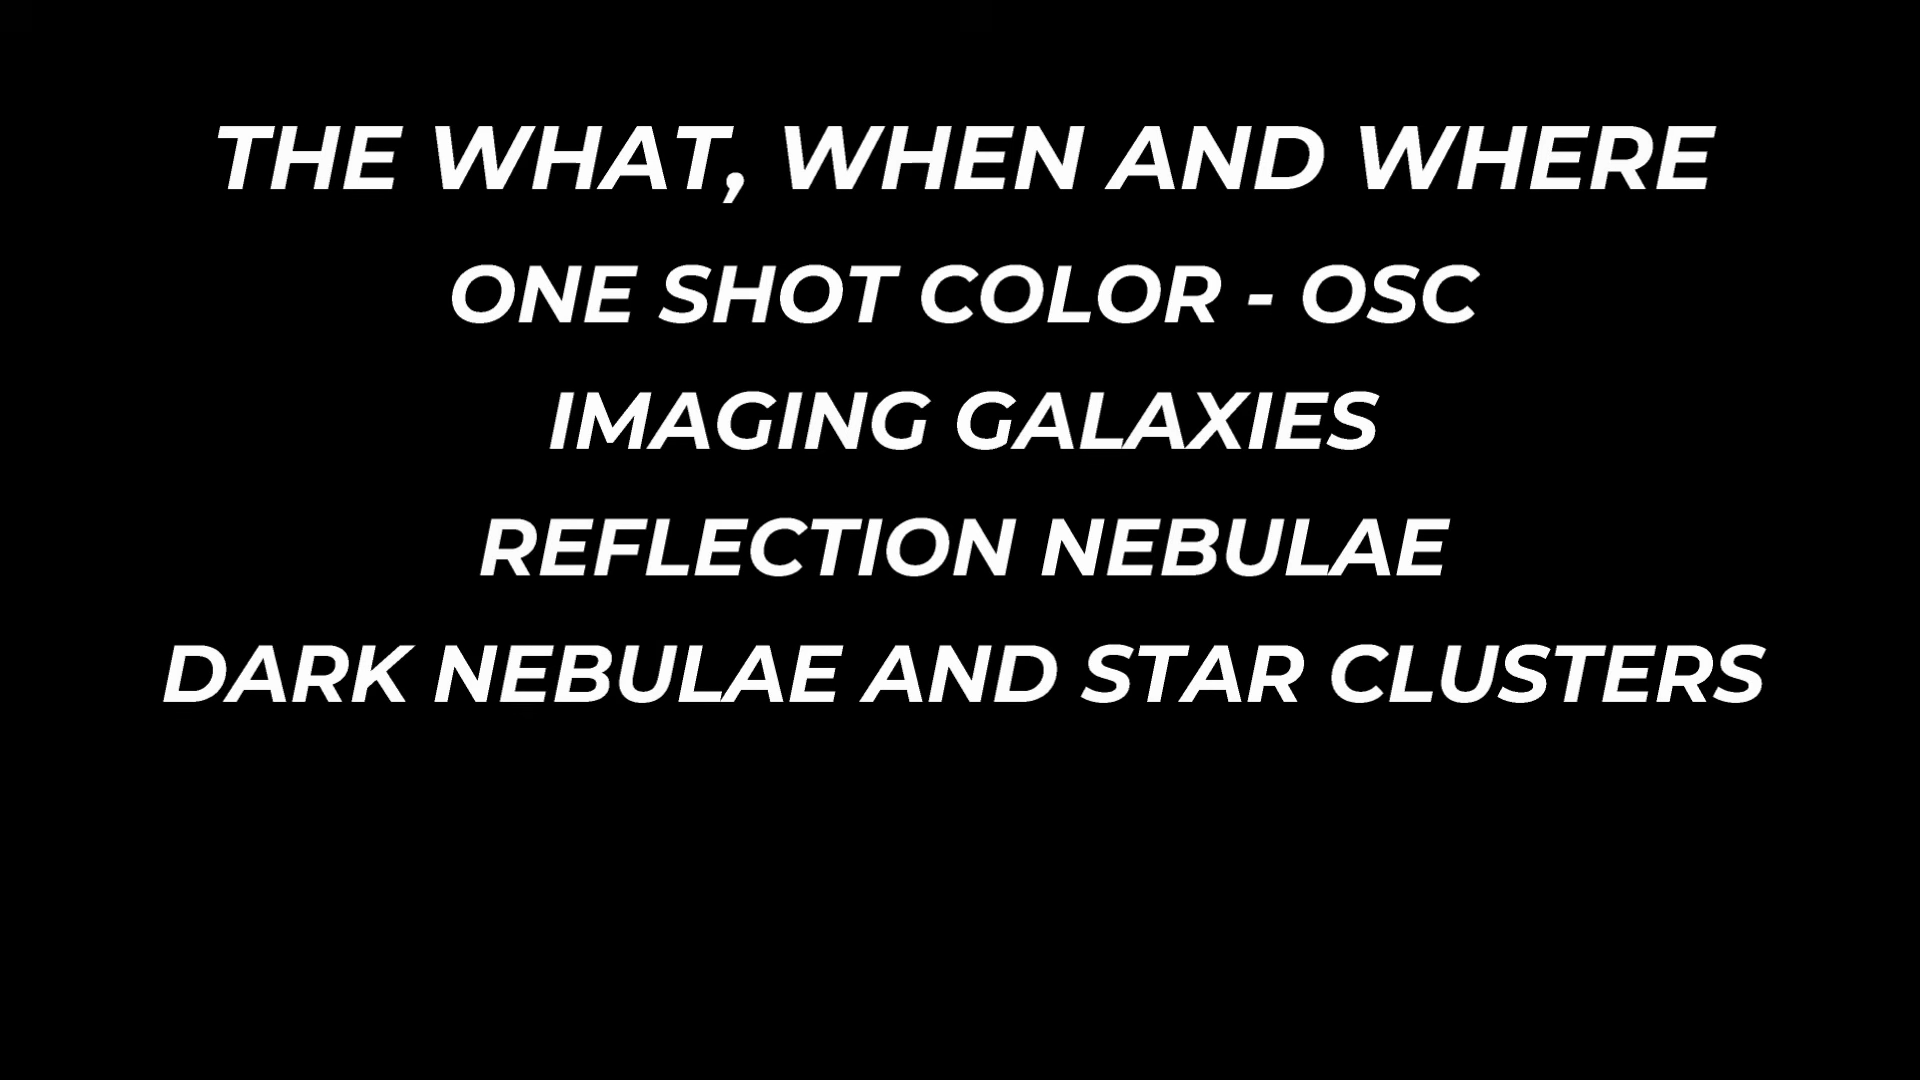 THE WHAT, WHEN AND WHERE
ONE SHOT COLOR - OSC
IMAGING GALAXIES
REFLECTION NEBULAE
DARK NEBULAE AND STAR CLUSTERS